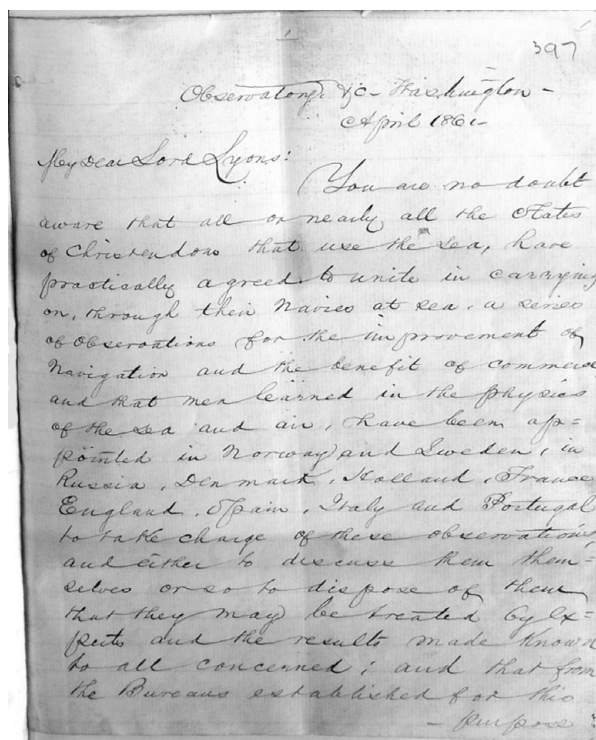 397
Observatory &c - Washington -
April 1861-
My dear Lord Lyons:
You are no doubt
aware that all or nearly all the States
of Christendom that use the sea, have
practically agreed to unite in carrying
on, through their Navies at sea, a series
of observations for the improvement of
Navigation and the benefit of commerce
and that men learned in the physics
of the sea and air, have been ap=
pointed in Norway and Sweden, in
Russia, Denmark, Holland, France
England, Spain, Italy and Portugal
to take charge of these observations,
and either to discuss them them=
selves or so to dispose of them
that they may be treated by Ex=
perts and the results made known
to all concerned; and that from
the Bureaus established for this
- purpose :